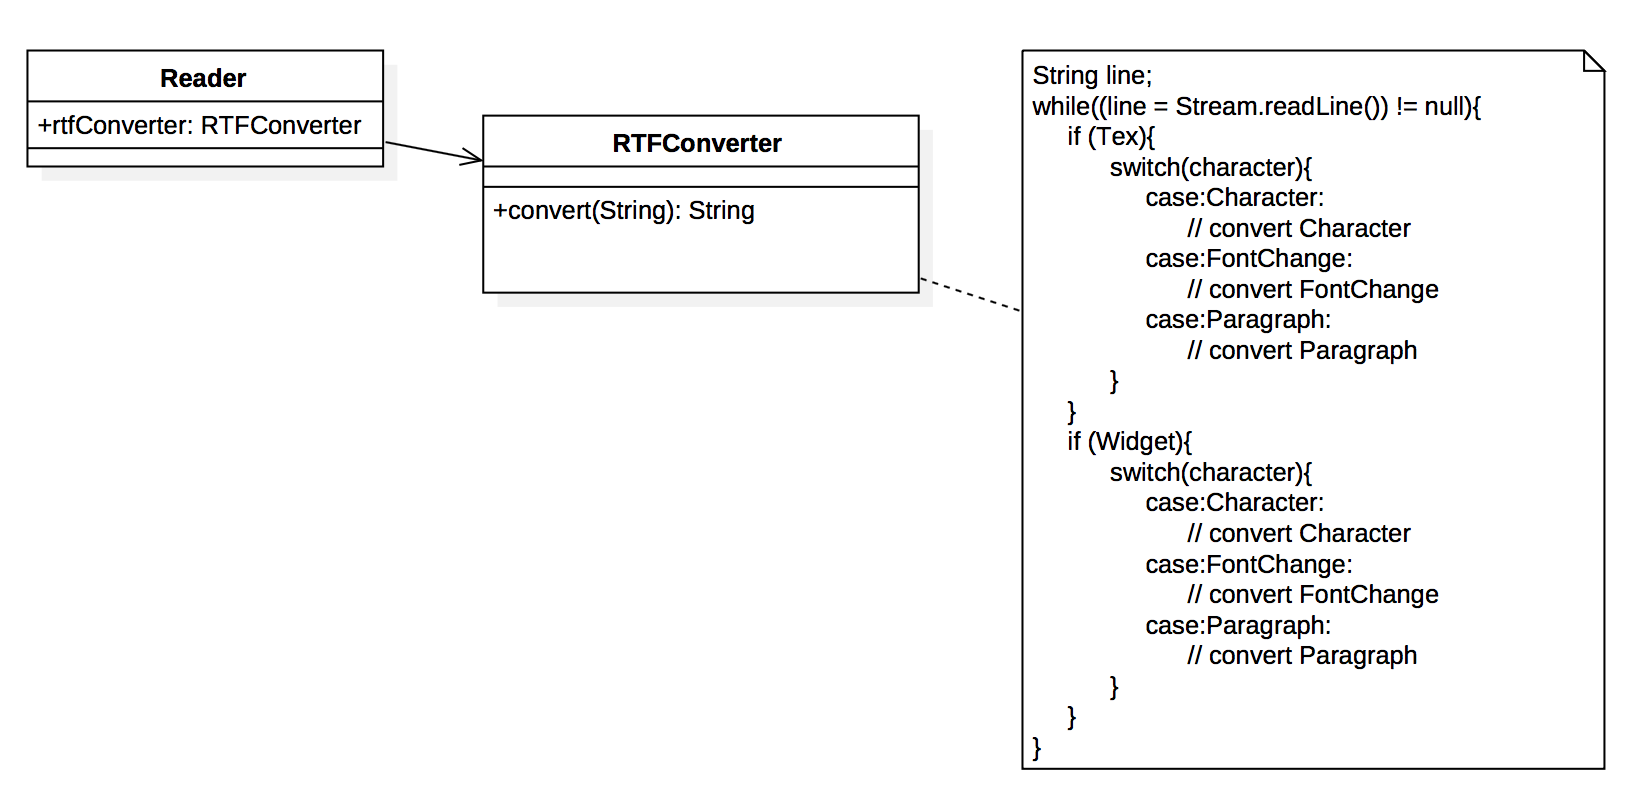 Reader
+rtfConverter: RTFConverter
RTFConverter
+convert(String): String
String line;
while((line = Stream.readLine()) != null){
if (Tex){
switch(character){
case:Character:
// convert Character
case:FontChange:
// convert FontChange
case:Paragraph:
// convert Paragraph
}
}
if (Widget){
switch(character){
case:Character:
// convert Character
case:FontChange:
// convert FontChange
case:Paragraph:
// convert Paragraph
}
}
}